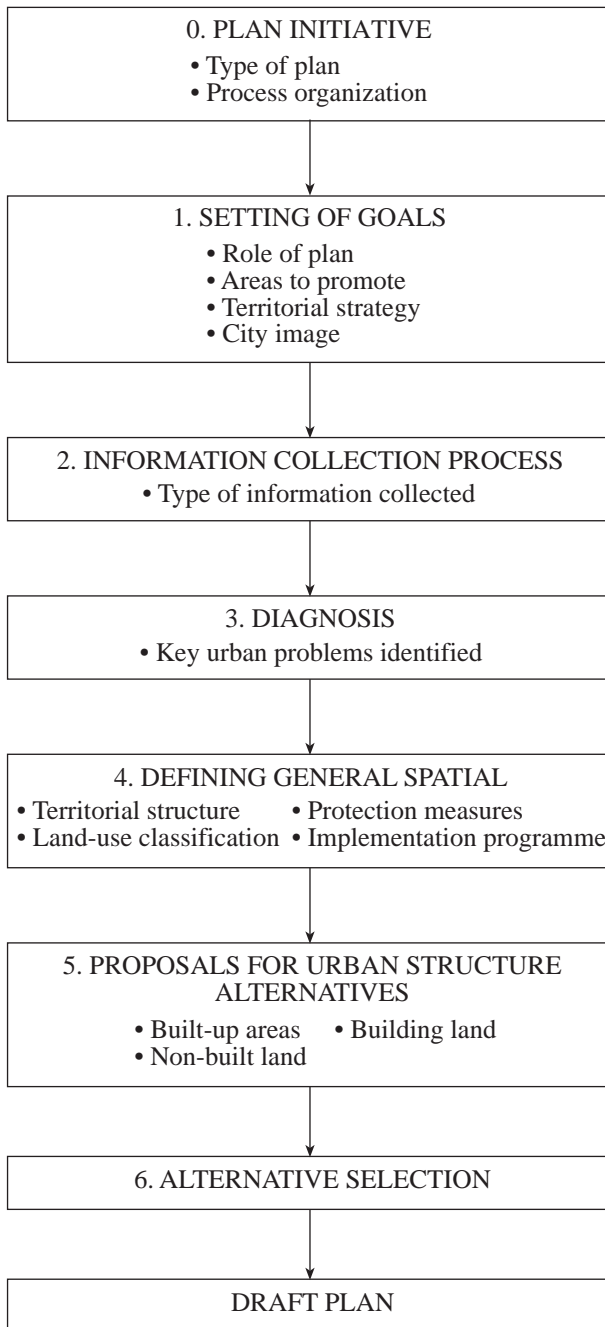 0. PLAN INITIATIVE
• Type of plan
• Process organization
1. SETTING OF GOALS
• Role of plan
• Areas to promote
• Territorial strategy
• City image
2. INFORMATION COLLECTION PROCESS
• Type of information collected
3. DIAGNOSIS
• Key urban problems identified
4. DEFINING GENERAL SPATIAL
• Territorial structure • Protection measures
• Land-use classification • Implementation programme
5. PROPOSALS FOR URBAN STRUCTURE
ALTERNATIVES
• Built-up areas • Building land
• Non-built land
6. ALTERNATIVE SELECTION
DRAFT PLAN